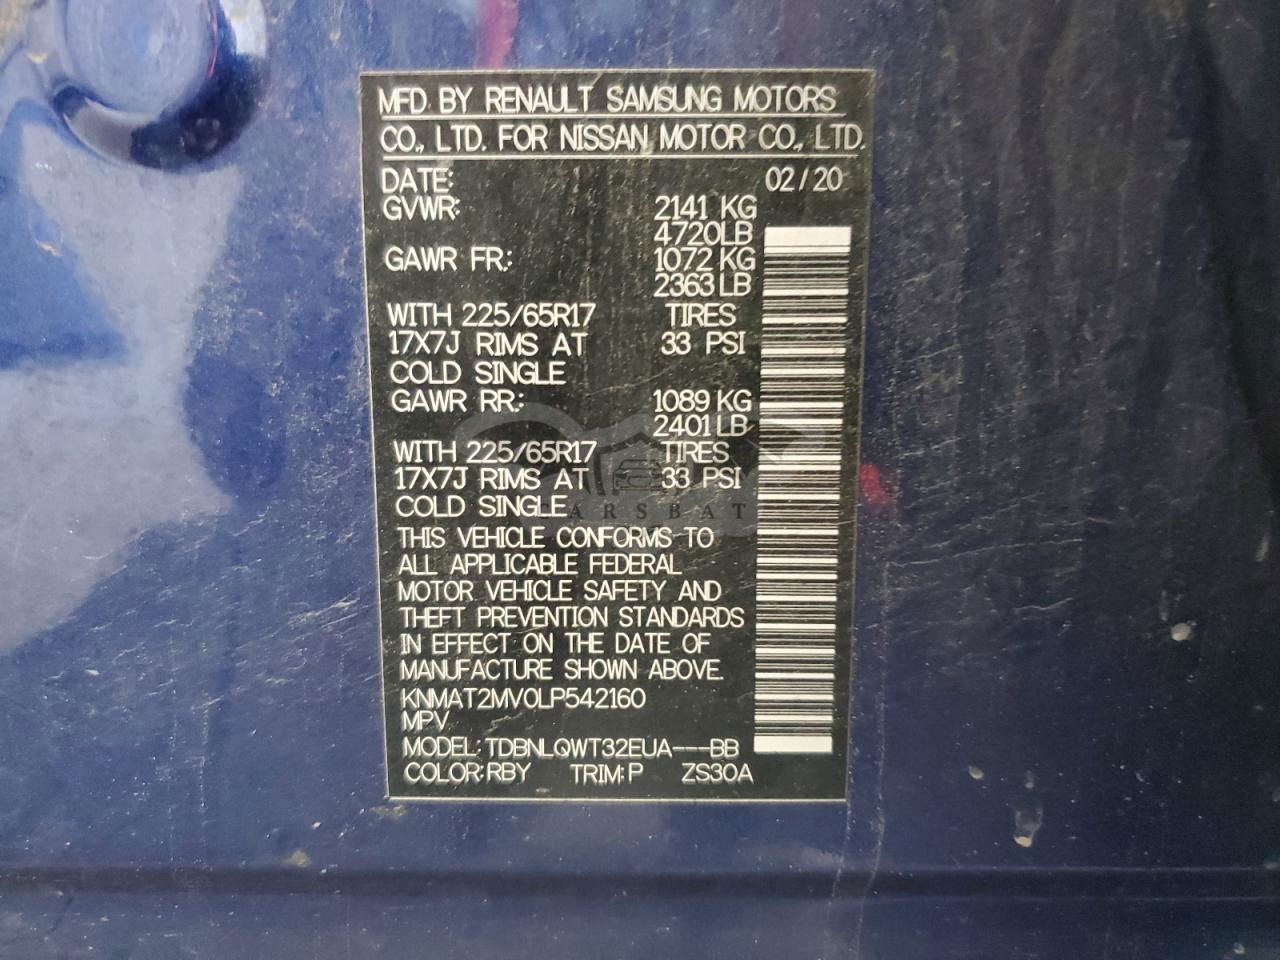 MFD. BY RENAULT SAMSUNG MOTORS
CO., LTD. FOR NISSAN MOTOR CO., LTD.
DATE: 02/20
GVWR: 2141 KG
4720LB
GAWR FR.: 1072 KG
2363LB
WITH 225/65R17 TIRES
17X7J RIMS AT 33 PSI
COLD SINGLE
GAWR RR.: 1089 KG
2401LB
WITH 225/65R17 TIRES
17X7J RIMS AT 33 PSI
COLD SINGLE
CARSBAT
THIS VEHICLE CONFORMS TO
ALL APPLICABLE FEDERAL
MOTOR VEHICLE SAFETY AND
THEFT PREVENTION STANDARDS
IN EFFECT ON THE DATE OF
MANUFACTURE SHOWN ABOVE.
KNMAT2MV0LP542160
MPV
MODEL: TDBNLQWT32EUA---BB
COLOR:RBY TRIM:P ZS30A